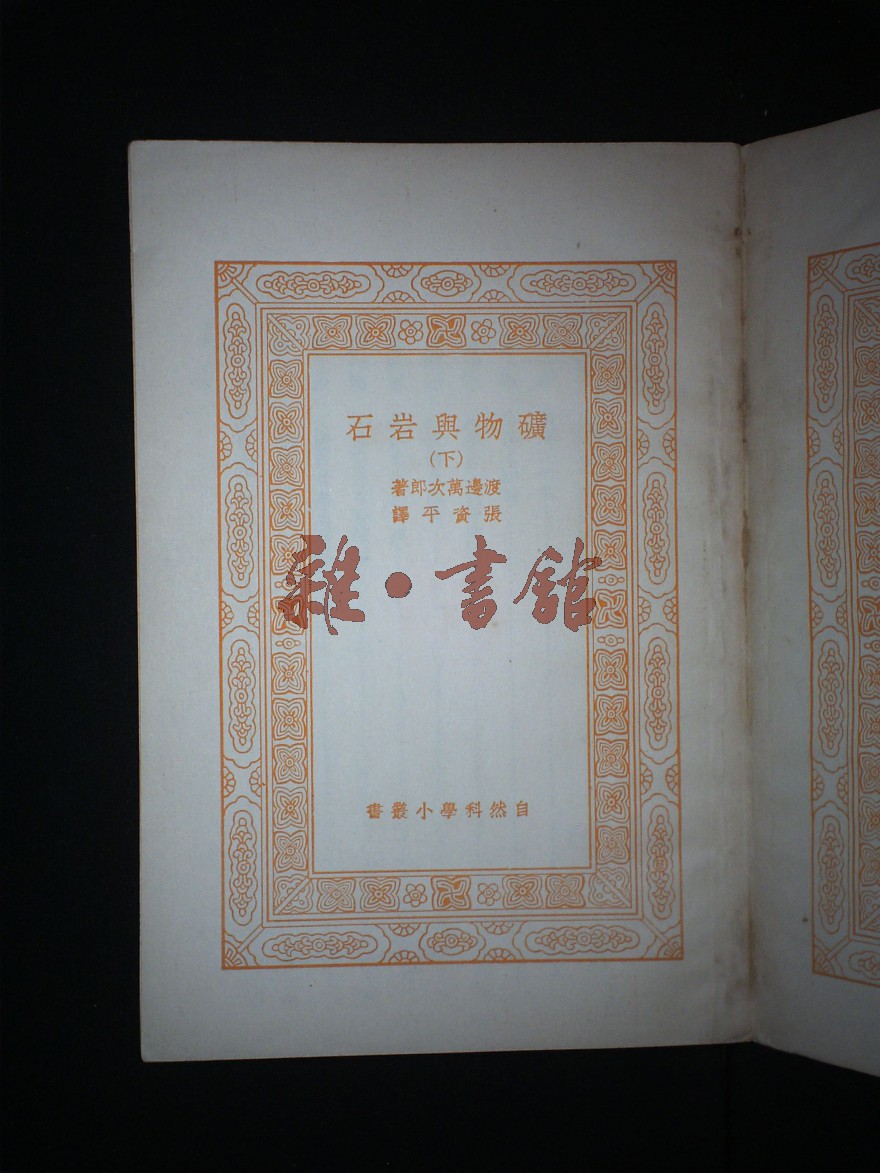 礦物與岩石
(下)
渡邊萬次郎著
張資平譯
雜·書舘
自然科學小叢書